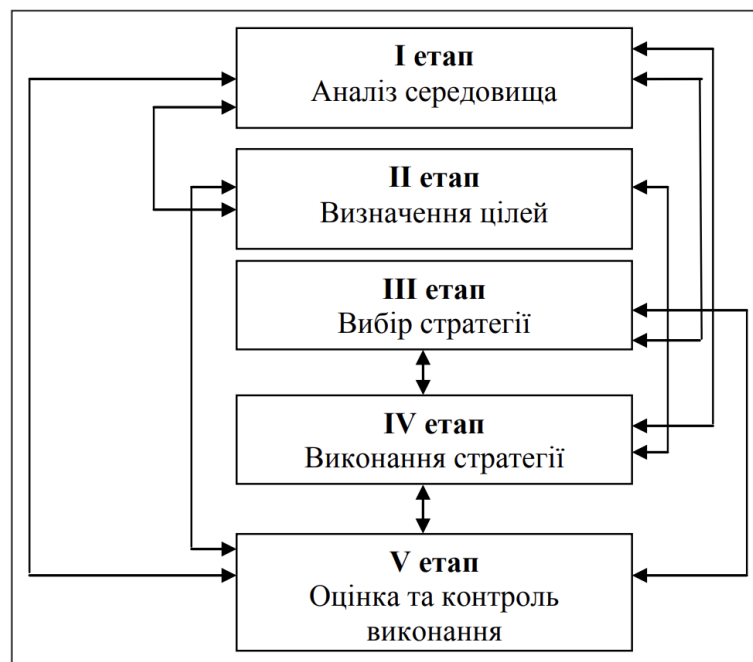 I етап
Аналіз середовища
II етап
Визначення цілей
III етап
Вибір стратегії
IV етап
Виконання стратегії
V етап
Оцінка та контроль
виконання